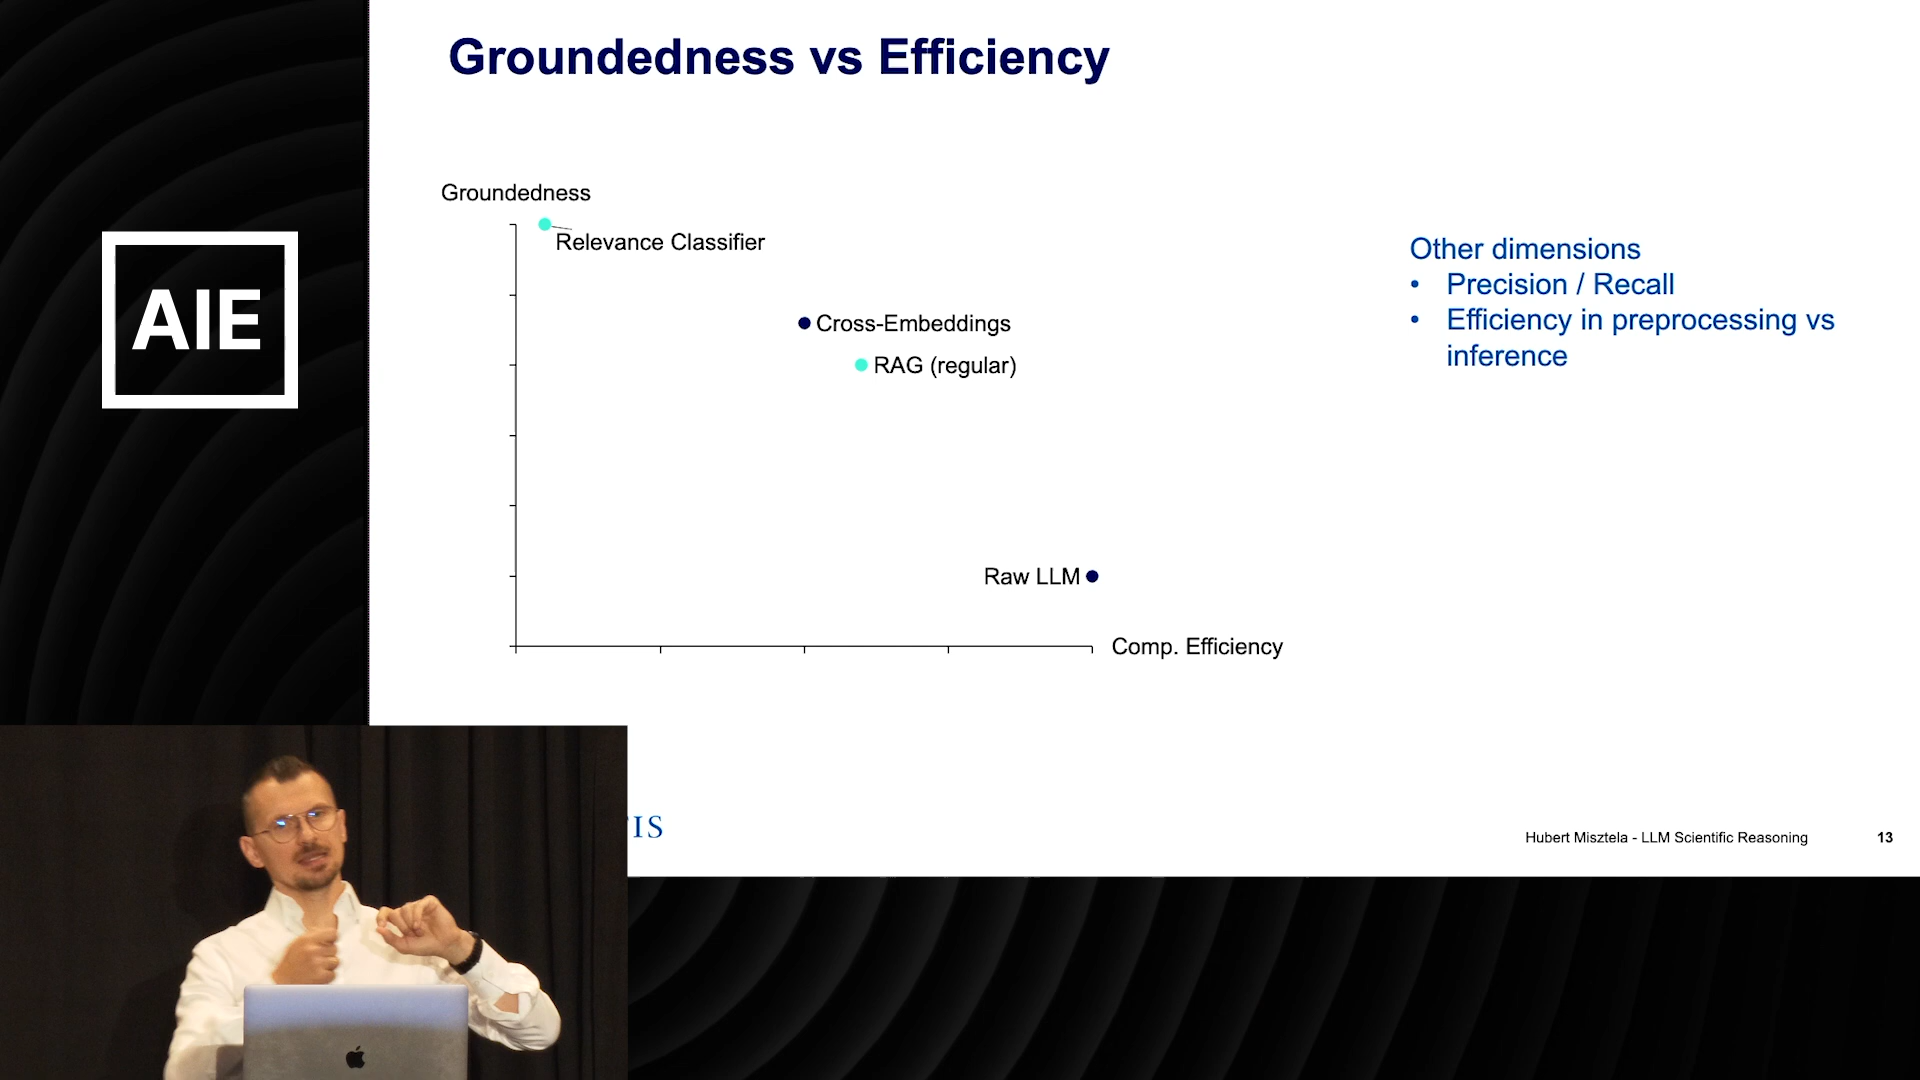 Groundedness vs Efficiency
Groundedness
Relevance Classifier
Cross-Embeddings
RAG (regular)
Raw LLM
Comp. Efficiency
Other dimensions
• Precision / Recall
• Efficiency in preprocessing vs
inference
AIE
IS
Hubert Misztela - LLM Scientific Reasoning
13